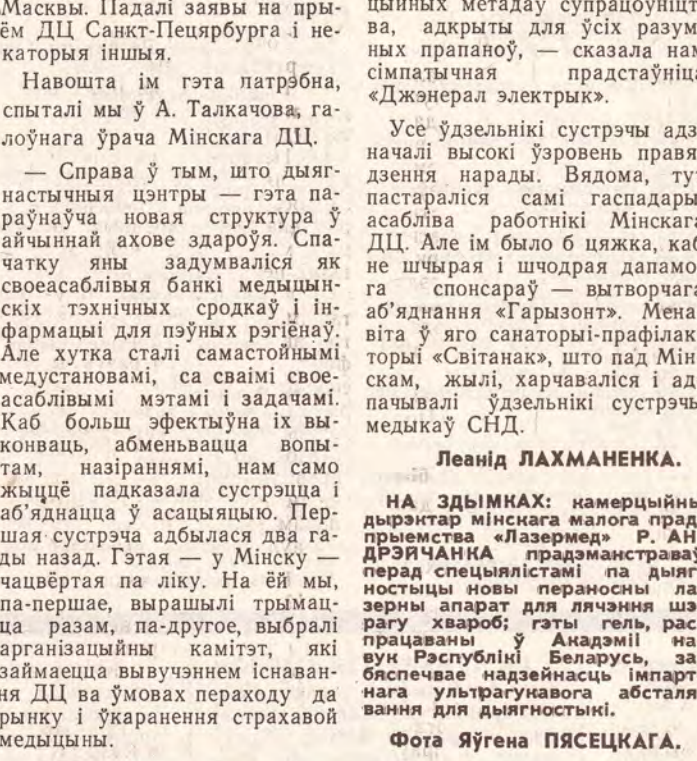 Масквы. Падалі заявы на пры-
ём ДЦ Санкт-Пецярбурга і не-
каторыя іншыя.
Навошта ім гэта патрэбна,
спыталі мы ў А. Талкачова, га-
лоўнага ўрача Мінскага ДЦ.
— Справа ў тым, што дыяг-
настычныя цэнтры — гэта па-
раўнаўча новая структура ў
айчыннай ахове здароўя. Спа-
чатку яны задумваліся як
своеасаблівыя банкі медыцын-
скіх тэхнічных сродкаў і ін-
фармацыі для пэўных рэгіёнаў.
Але хутка сталі самастойнымі
медустановамі, са сваімі свое-
асаблівымі мэтамі і задачамі.
Каб больш эфектыўна іх вы-
конваць, абменьвацца вопы-
там, назіраннямі, нам само
жыццё падказала сустрэцца і
аб'яднацца ў асацыяцыю. Пер-
шая сустрэча адбылася два га-
ды назад. Гэтая — у Мінску —
чацвёртая па ліку. На ёй мы,
па-першае, вырашылі трымац-
ца разам, па-другое, выбралі
арганізацыйны камітэт, які
займаецца вывучэннем існаван-
ня ДЦ ва ўмовах пераходу да
рынку і ўкаранення страхавой
медыцыны.
цыйных метадаў супрацоўніцт
ва, адкрыты для ўсіх разум
ных прапаноў, — сказала нам
сімпатычная прадстаўніца
«Джэнерал электрык».
Усе ўдзельнікі сустрэчы адз
началі высокі ўзровень правя
дзення нарады. Вядома, тут
пастараліся самі гаспадары
асабліва работнікі Мінскага
ДЦ. Але ім было б цяжка, каб
не шчырая і шчодрая дапамо
га спонсараў — вытворчага
аб'яднання «Гарызонт». Мена
віта ў яго санаторыі-прафілак
торыі «Світанак», што пад Мін
скам, жылі, харчаваліся і ад
пачывалі ўдзельнікі сустрэчы
медыкаў СНД.
Леанід ЛАХМАНЕНКА.
НА ЗДЫМКАХ: камерцыйны
дырэктар мінскага малога прад
прыемства «Лазермед» Р. АН
ДРЭЙЧАНКА прадэманстраваў
перад спецыялістамі па дыяг
ностыцы новы пераносны ла
зерны апарат для лячэння шэ
рагу хвароб; гэты гель, рас
працаваны ў Акадэміі на
вук Рэспублікі Беларусь, за
бяспечвае надзейнасць імпарт
нага ультрагукавога абсталя
вання для дыягностыкі.
Фота Яўгена ПЯСЕЦКАГА.